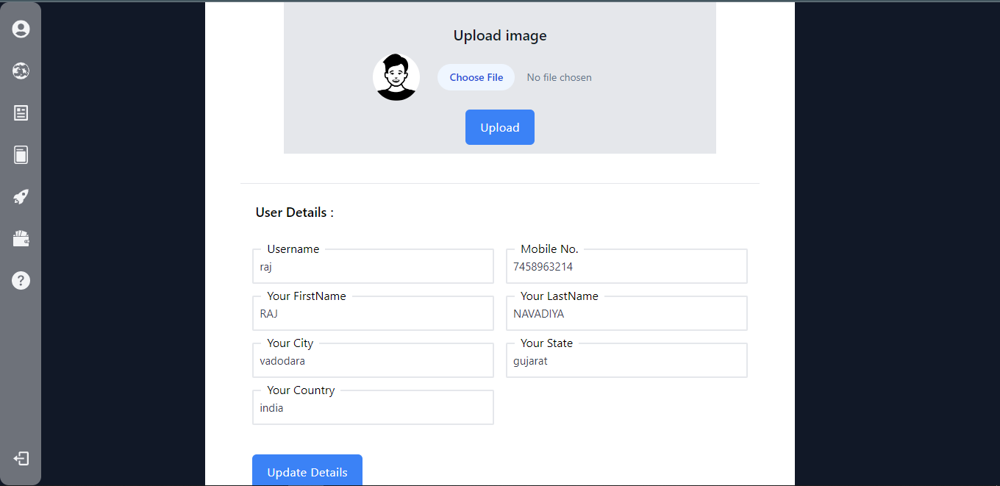 Upload image
Choose File No file chosen
Upload
User Details :
Username Mobile No.
raj 7458963214
Your FirstName Your LastName
RAJ NAVADIYA
Your City Your State
vadodara gujarat
Your Country
india
Update Details